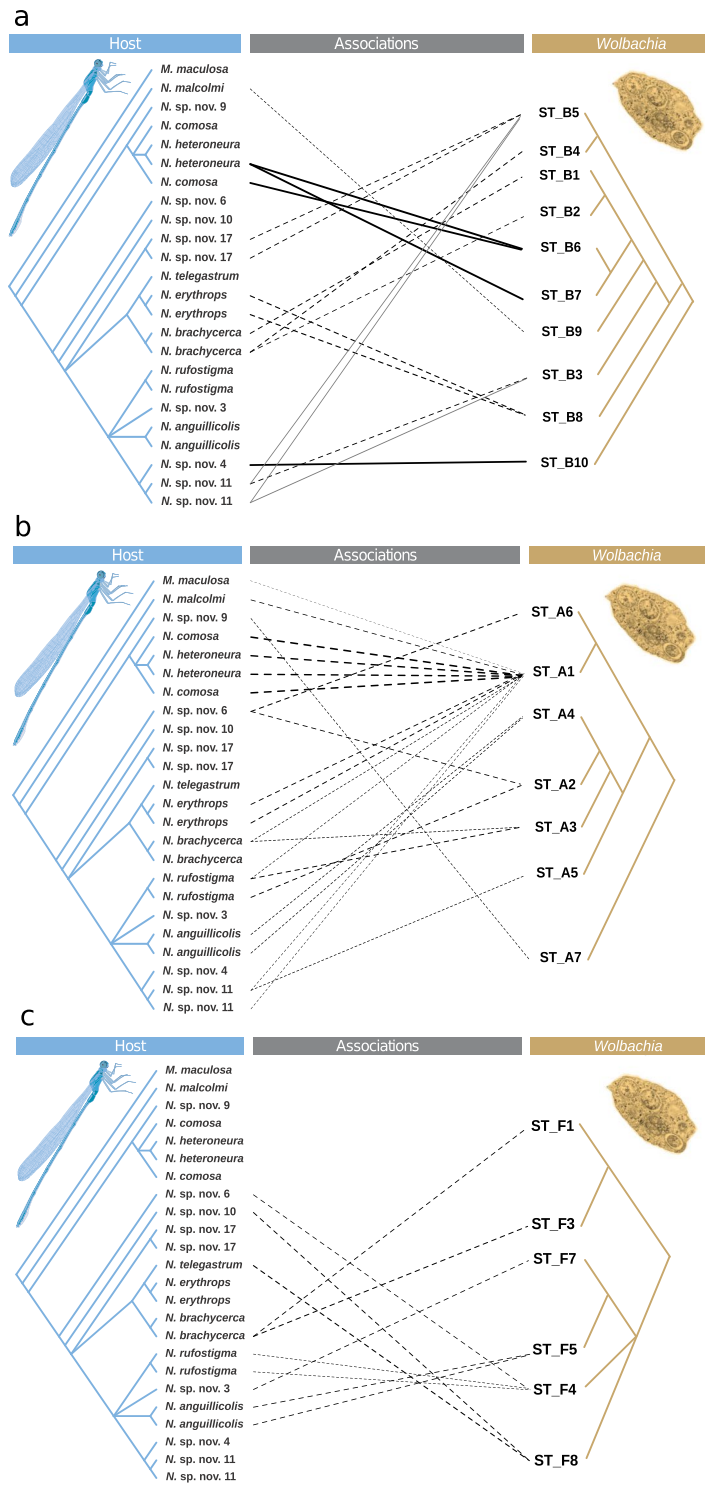 a
Host Associations Wolbachia
M. maculosa
N. malcolmi
N. sp. nov. 9
N. comosa
N. heteroneura
N. heteroneura
N. comosa
N. sp. nov. 6
N. sp. nov. 10
N. sp. nov. 17
N. sp. nov. 17
N. telegastrum
N. erythrops
N. erythrops
N. brachycerca
N. brachycerca
N. rufostigma
N. rufostigma
N. sp. nov. 3
N. anguillicolis
N. anguillicolis
N. sp. nov. 4
N. sp. nov. 11
N. sp. nov. 11
ST_B5
ST_B4
ST_B1
ST_B2
ST_B6
ST_B7
ST_B9
ST_B3
ST_B8
ST_B10
b
Host Associations Wolbachia
M. maculosa
N. malcolmi
N. sp. nov. 9
N. comosa
N. heteroneura
N. heteroneura
N. comosa
N. sp. nov. 6
N. sp. nov. 10
N. sp. nov. 17
N. sp. nov. 17
N. telegastrum
N. erythrops
N. erythrops
N. brachycerca
N. brachycerca
N. rufostigma
N. rufostigma
N. sp. nov. 3
N. anguillicolis
N. anguillicolis
N. sp. nov. 4
N. sp. nov. 11
N. sp. nov. 11
ST_A6
ST_A1
ST_A4
ST_A2
ST_A3
ST_A5
ST_A7
c
Host Associations Wolbachia
M. maculosa
N. malcolmi
N. sp. nov. 9
N. comosa
N. heteroneura
N. heteroneura
N. comosa
N. sp. nov. 6
N. sp. nov. 10
N. sp. nov. 17
N. sp. nov. 17
N. telegastrum
N. erythrops
N. erythrops
N. brachycerca
N. brachycerca
N. rufostigma
N. rufostigma
N. sp. nov. 3
N. anguillicolis
N. anguillicolis
N. sp. nov. 4
N. sp. nov. 11
N. sp. nov. 11
ST_F1
ST_F3
ST_F7
ST_F5
ST_F4
ST_F8